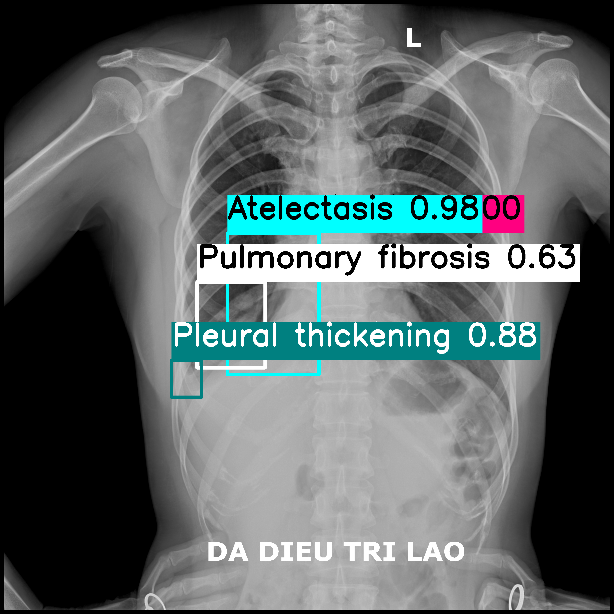 L
Atelectasis 0.9800
Pulmonary fibrosis 0.63
Pleural thickening 0.88
DA DIEU TRI LAO